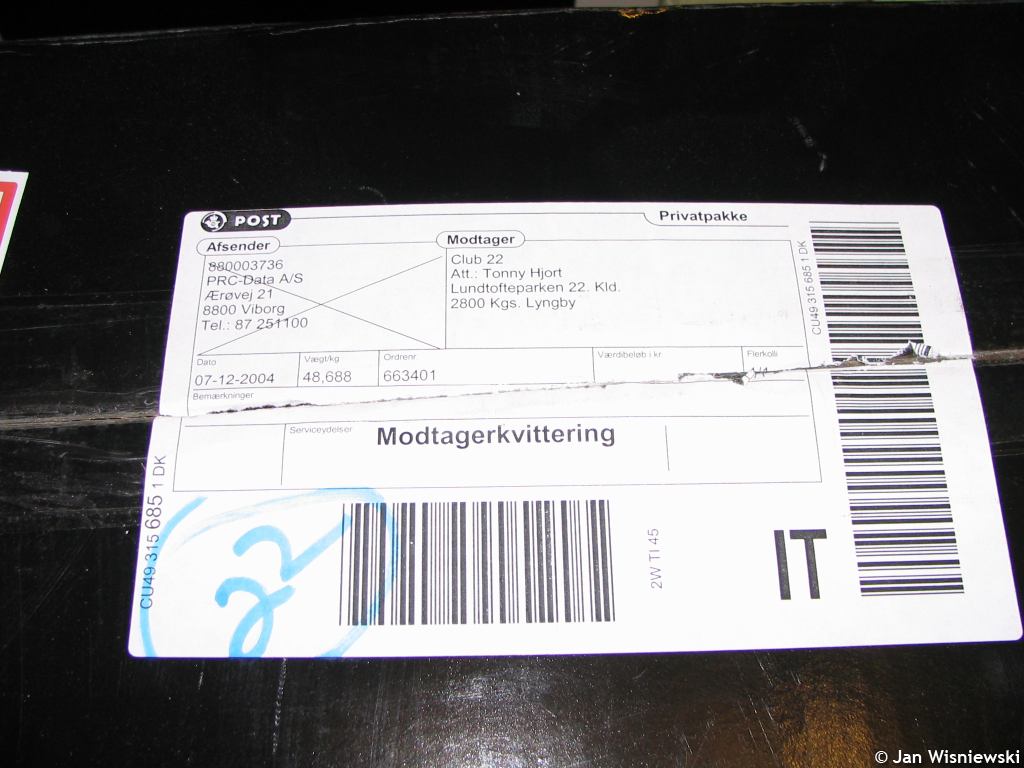 POST
Privatpakke
Afsender
880003736
PRC-Data A/S
Ærøvej 21
8800 Viborg
Tel.: 87 251100
Modtager
Club 22
Att.: Tonny Hjort
Lundtofteparken 22. Kld.
2800 Kgs. Lyngby
Dato
07-12-2004
Vægt/kg
48,688
Ordrenr.
663401
Værdibeløb i kr
Flerkolli
1/1
Bemærkninger
Serviceydelser
Modtagerkvittering
CU49 315 685 1 DK
CU49 315 685 1 DK
22
2W TI 45
IT
© Jan Wisniewski